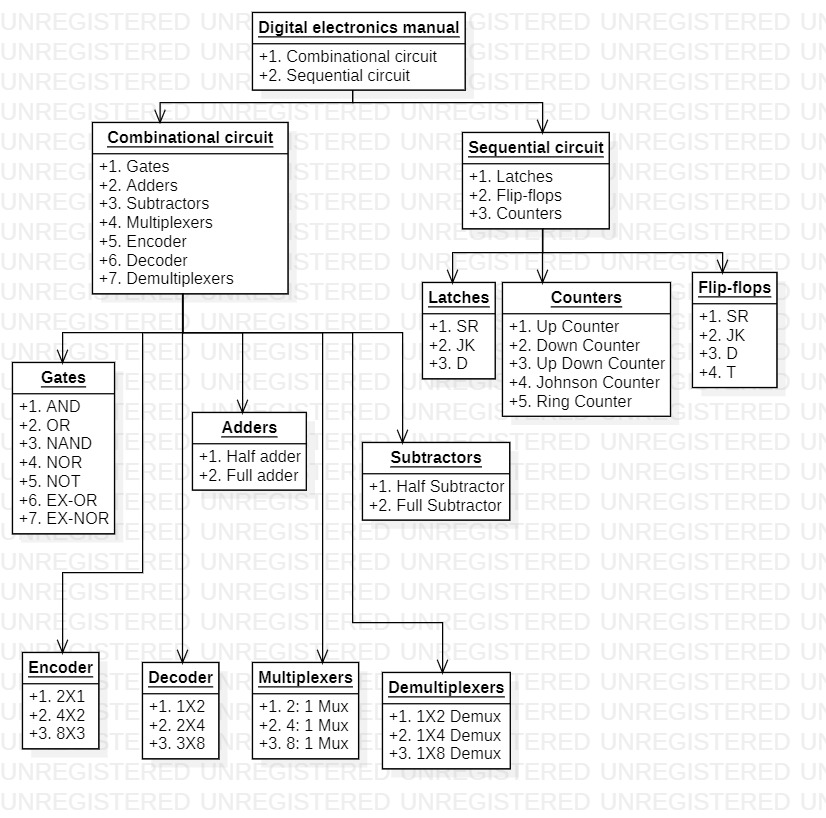 Digital electronics manual
+1. Combinational circuit
+2. Sequential circuit
Combinational circuit
+1. Gates
+2. Adders
+3. Subtractors
+4. Multiplexers
+5. Encoder
+6. Decoder
+7. Demultiplexers
Sequential circuit
+1. Latches
+2. Flip-flops
+3. Counters
Latches
+1. SR
+2. JK
+3. D
Counters
+1. Up Counter
+2. Down Counter
+3. Up Down Counter
+4. Johnson Counter
+5. Ring Counter
Flip-flops
+1. SR
+2. JK
+3. D
+4. T
Gates
+1. AND
+2. OR
+3. NAND
+4. NOR
+5. NOT
+6. EX-OR
+7. EX-NOR
Adders
+1. Half adder
+2. Full adder
Subtractors
+1. Half Subtractor
+2. Full Subtractor
Encoder
+1. 2X1
+2. 4X2
+3. 8X3
Decoder
+1. 1X2
+2. 2X4
+3. 3X8
Multiplexers
+1. 2: 1 Mux
+2. 4: 1 Mux
+3. 8: 1 Mux
Demultiplexers
+1. 1X2 Demux
+2. 1X4 Demux
+3. 1X8 Demux
UNREGISTERED